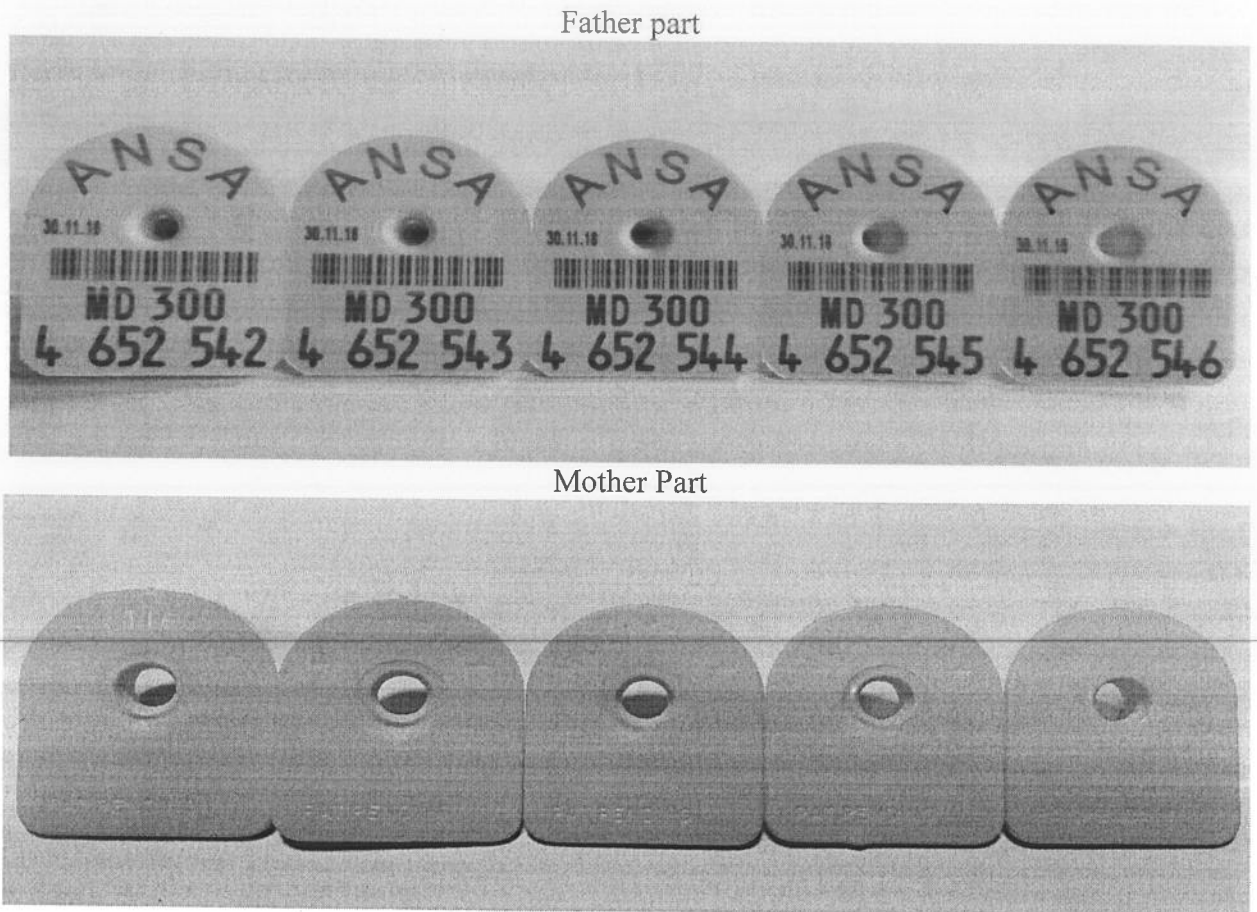 Father part
ANSA ANSA ANSA ANSA ANSA
30.11.18 30.11.18 30.11.18 30.11.18 30.11.18
MD 300 MD 300 MD 300 MD 300 MD 300
4 652 542 4 652 543 4 652 544 4 652 545 4 652 546
Mother Part